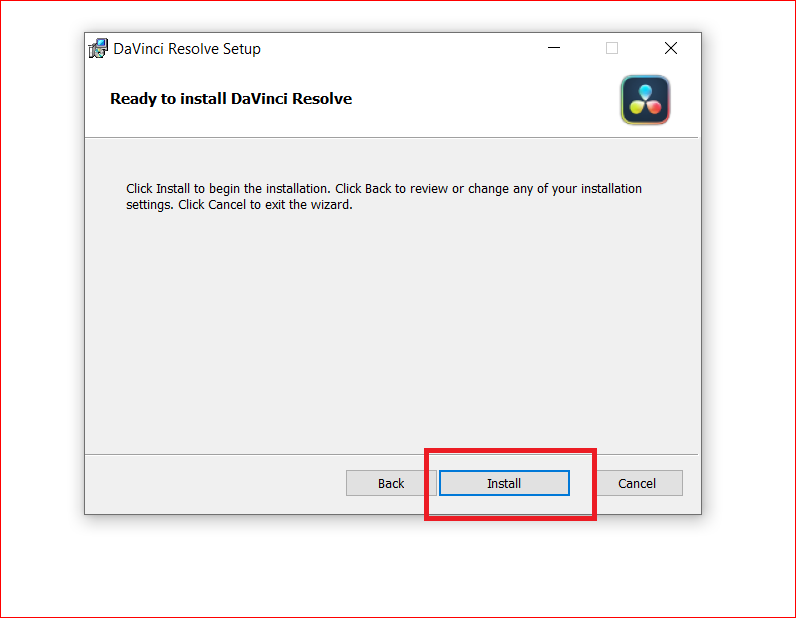 DaVinci Resolve Setup
Ready to install DaVinci Resolve
Click Install to begin the installation. Click Back to review or change any of your installation
settings. Click Cancel to exit the wizard.
Back Install Cancel